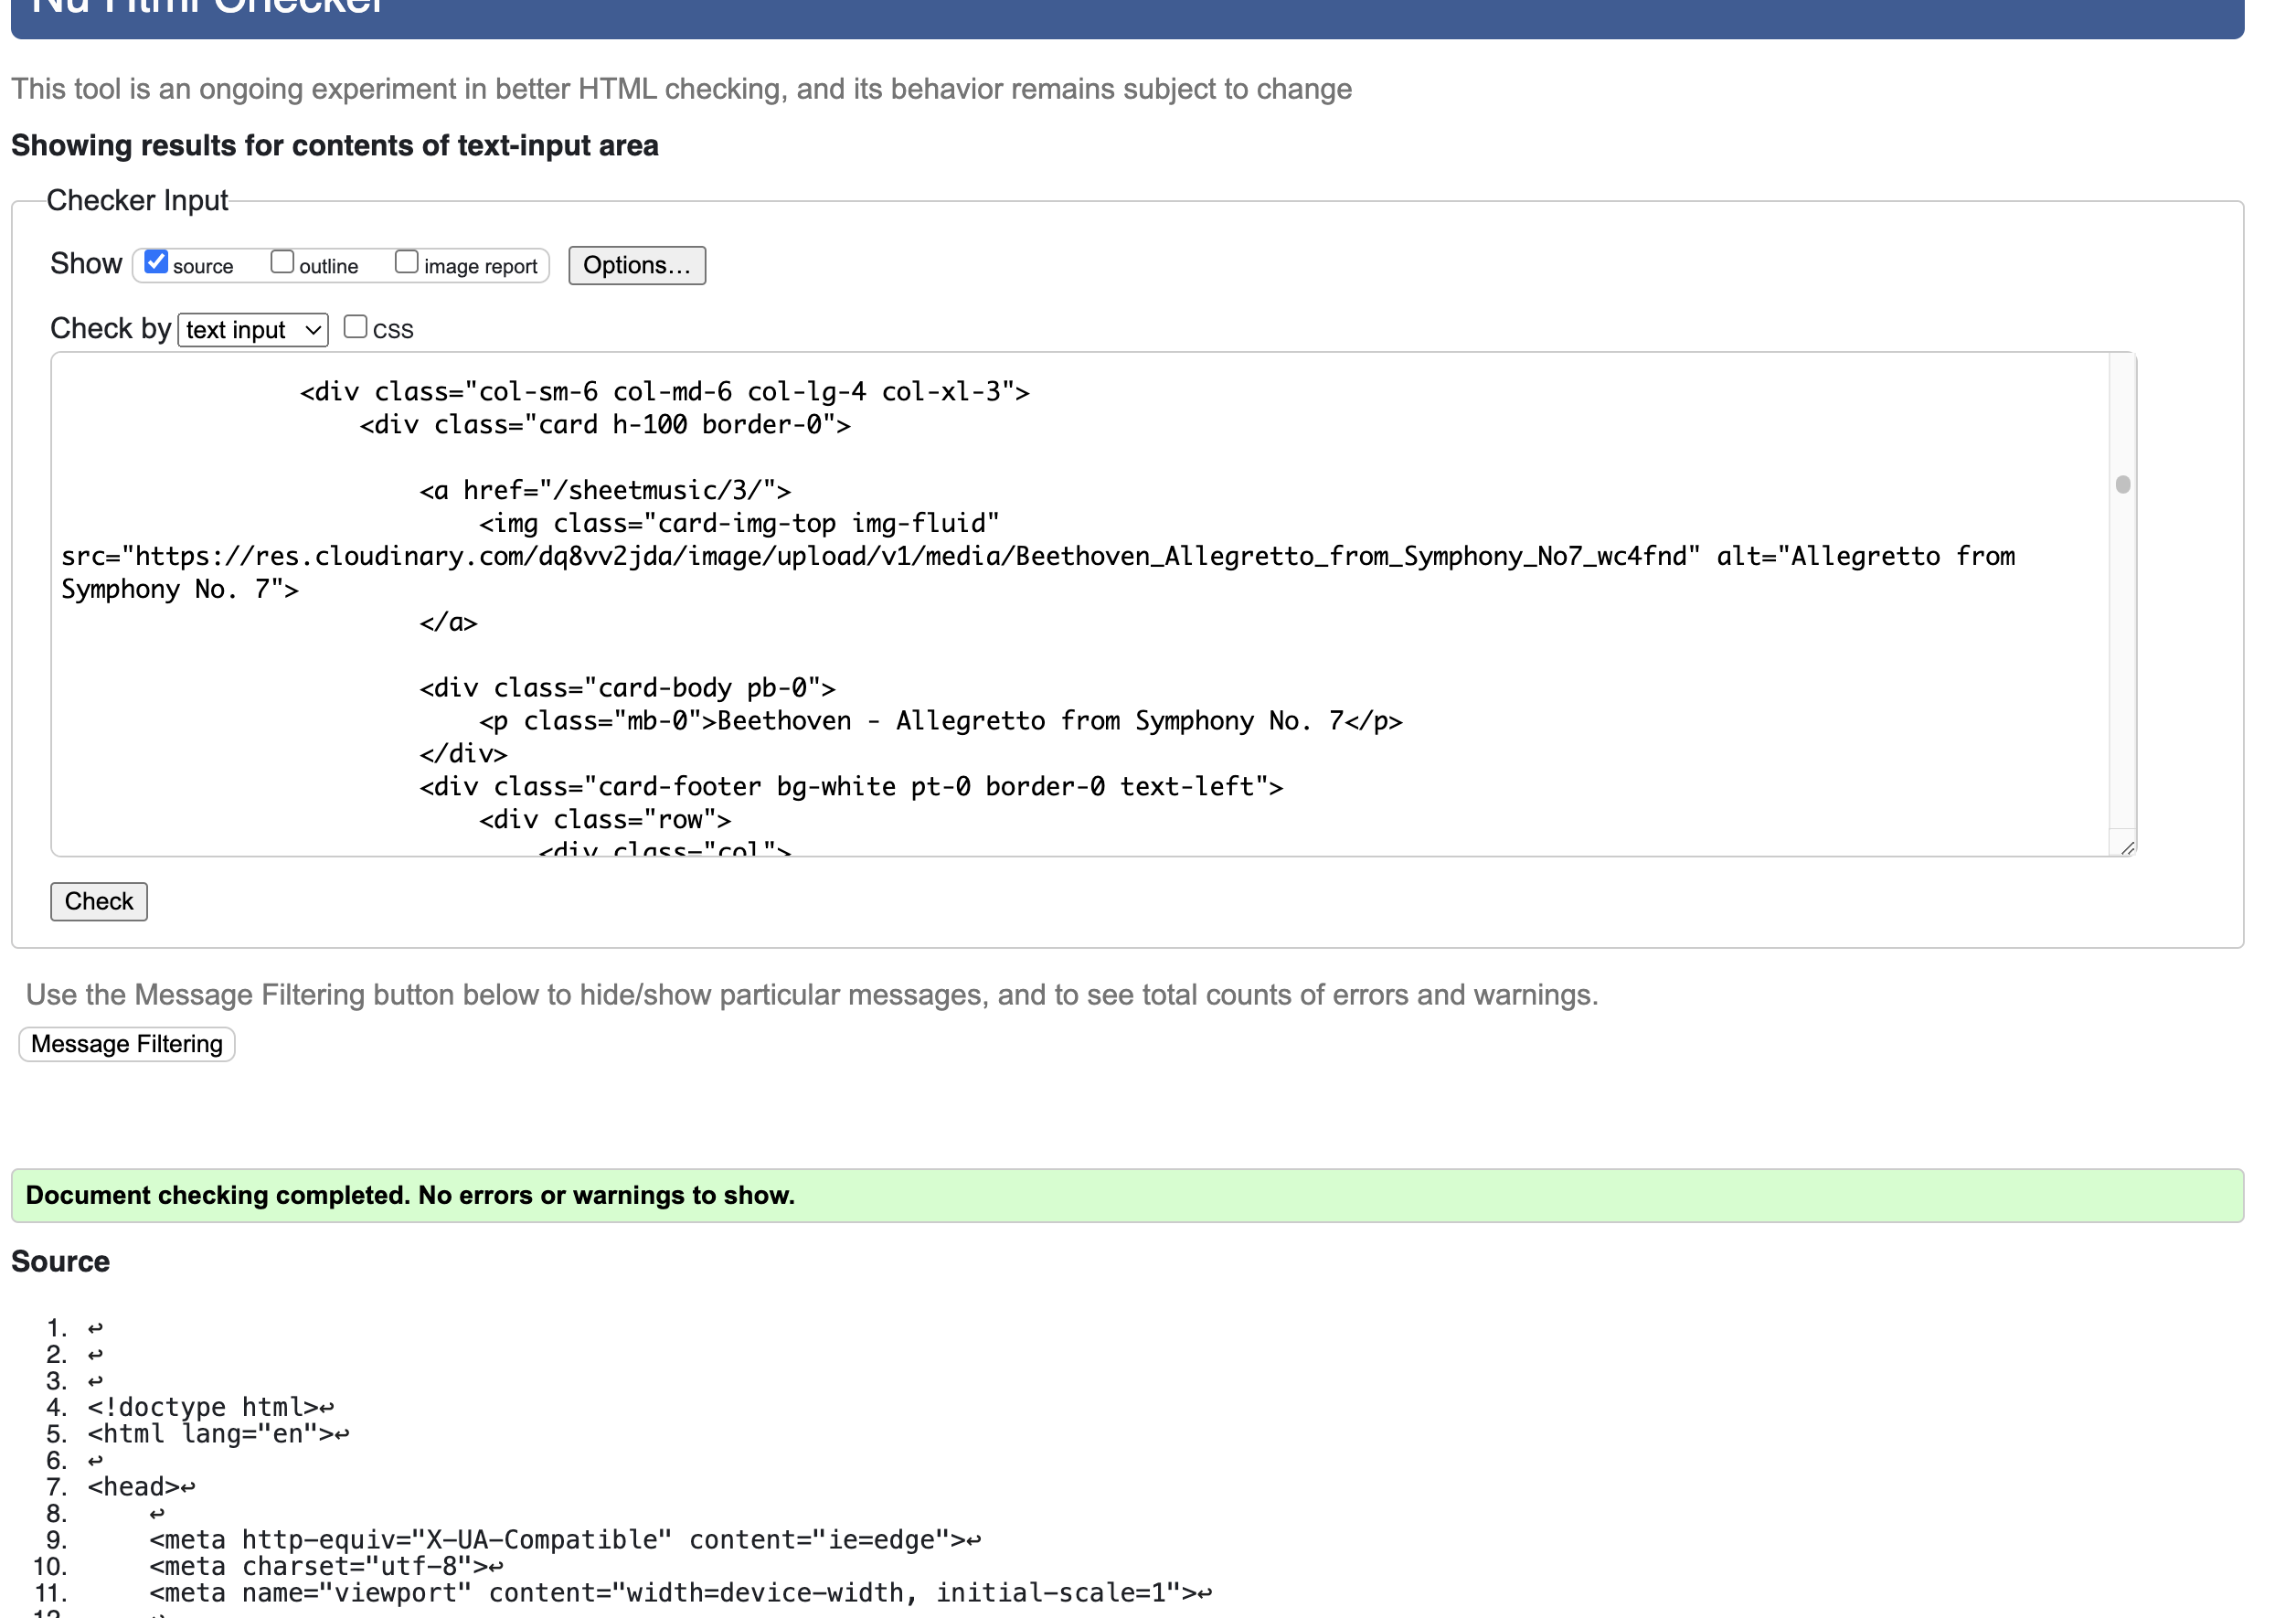 Nu Html Checker
This tool is an ongoing experiment in better HTML checking, and its behavior remains subject to change
Showing results for contents of text-input area
Checker Input
Show source outline image report Options...
Check by text input css
<div class="col-sm-6 col-md-6 col-lg-4 col-xl-3">
<div class="card h-100 border-0">
<a href="/sheetmusic/3/">
<img class="card-img-top img-fluid"
src="https://res.cloudinary.com/dq8vv2jda/image/upload/v1/media/Beethoven_Allegretto_from_Symphony_No7_wc4fnd" alt="Allegretto from
Symphony No. 7">
</a>
<div class="card-body pb-0">
<p class="mb-0">Beethoven - Allegretto from Symphony No. 7</p>
</div>
<div class="card-footer bg-white pt-0 border-0 text-left">
<div class="row">
<div class="col">
Check
Use the Message Filtering button below to hide/show particular messages, and to see total counts of errors and warnings.
Message Filtering
Document checking completed. No errors or warnings to show.
Source
1. ↩
2. ↩
3. ↩
4. <!doctype html>↩
5. <html lang="en">↩
6. ↩
7. <head>↩
8. ↩
9. <meta http-equiv="X-UA-Compatible" content="ie=edge">↩
10. <meta charset="utf-8">↩
11. <meta name="viewport" content="width=device-width, initial-scale=1">↩
12. ↩